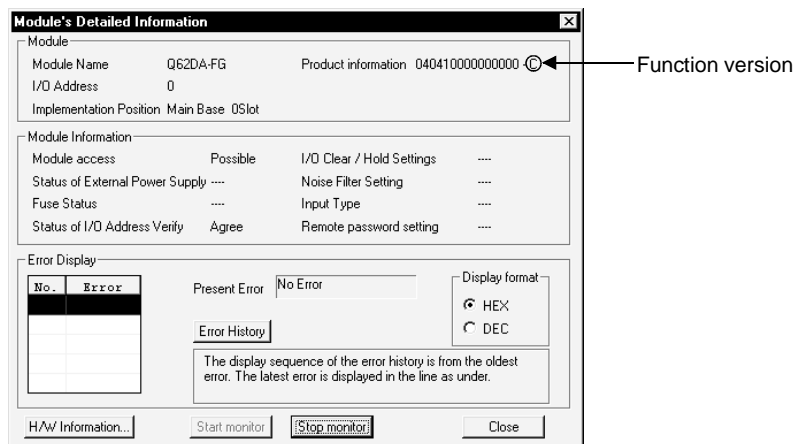 Module's Detailed Information
Module
Module Name Q62DA-FG Product information 040410000000000 -C
Function version
I/O Address 0
Implementation Position Main Base 0Slot
Module Information
Module access Possible I/O Clear / Hold Settings ----
Status of External Power Supply ---- Noise Filter Setting ----
Fuse Status ---- Input Type ----
Status of I/O Address Verify Agree Remote password setting ----
Error Display
No. Error
Present Error No Error
Display format
HEX
DEC
Error History
The display sequence of the error history is from the oldest
error. The latest error is displayed in the line as under.
H/W Information... Start monitor Stop monitor Close